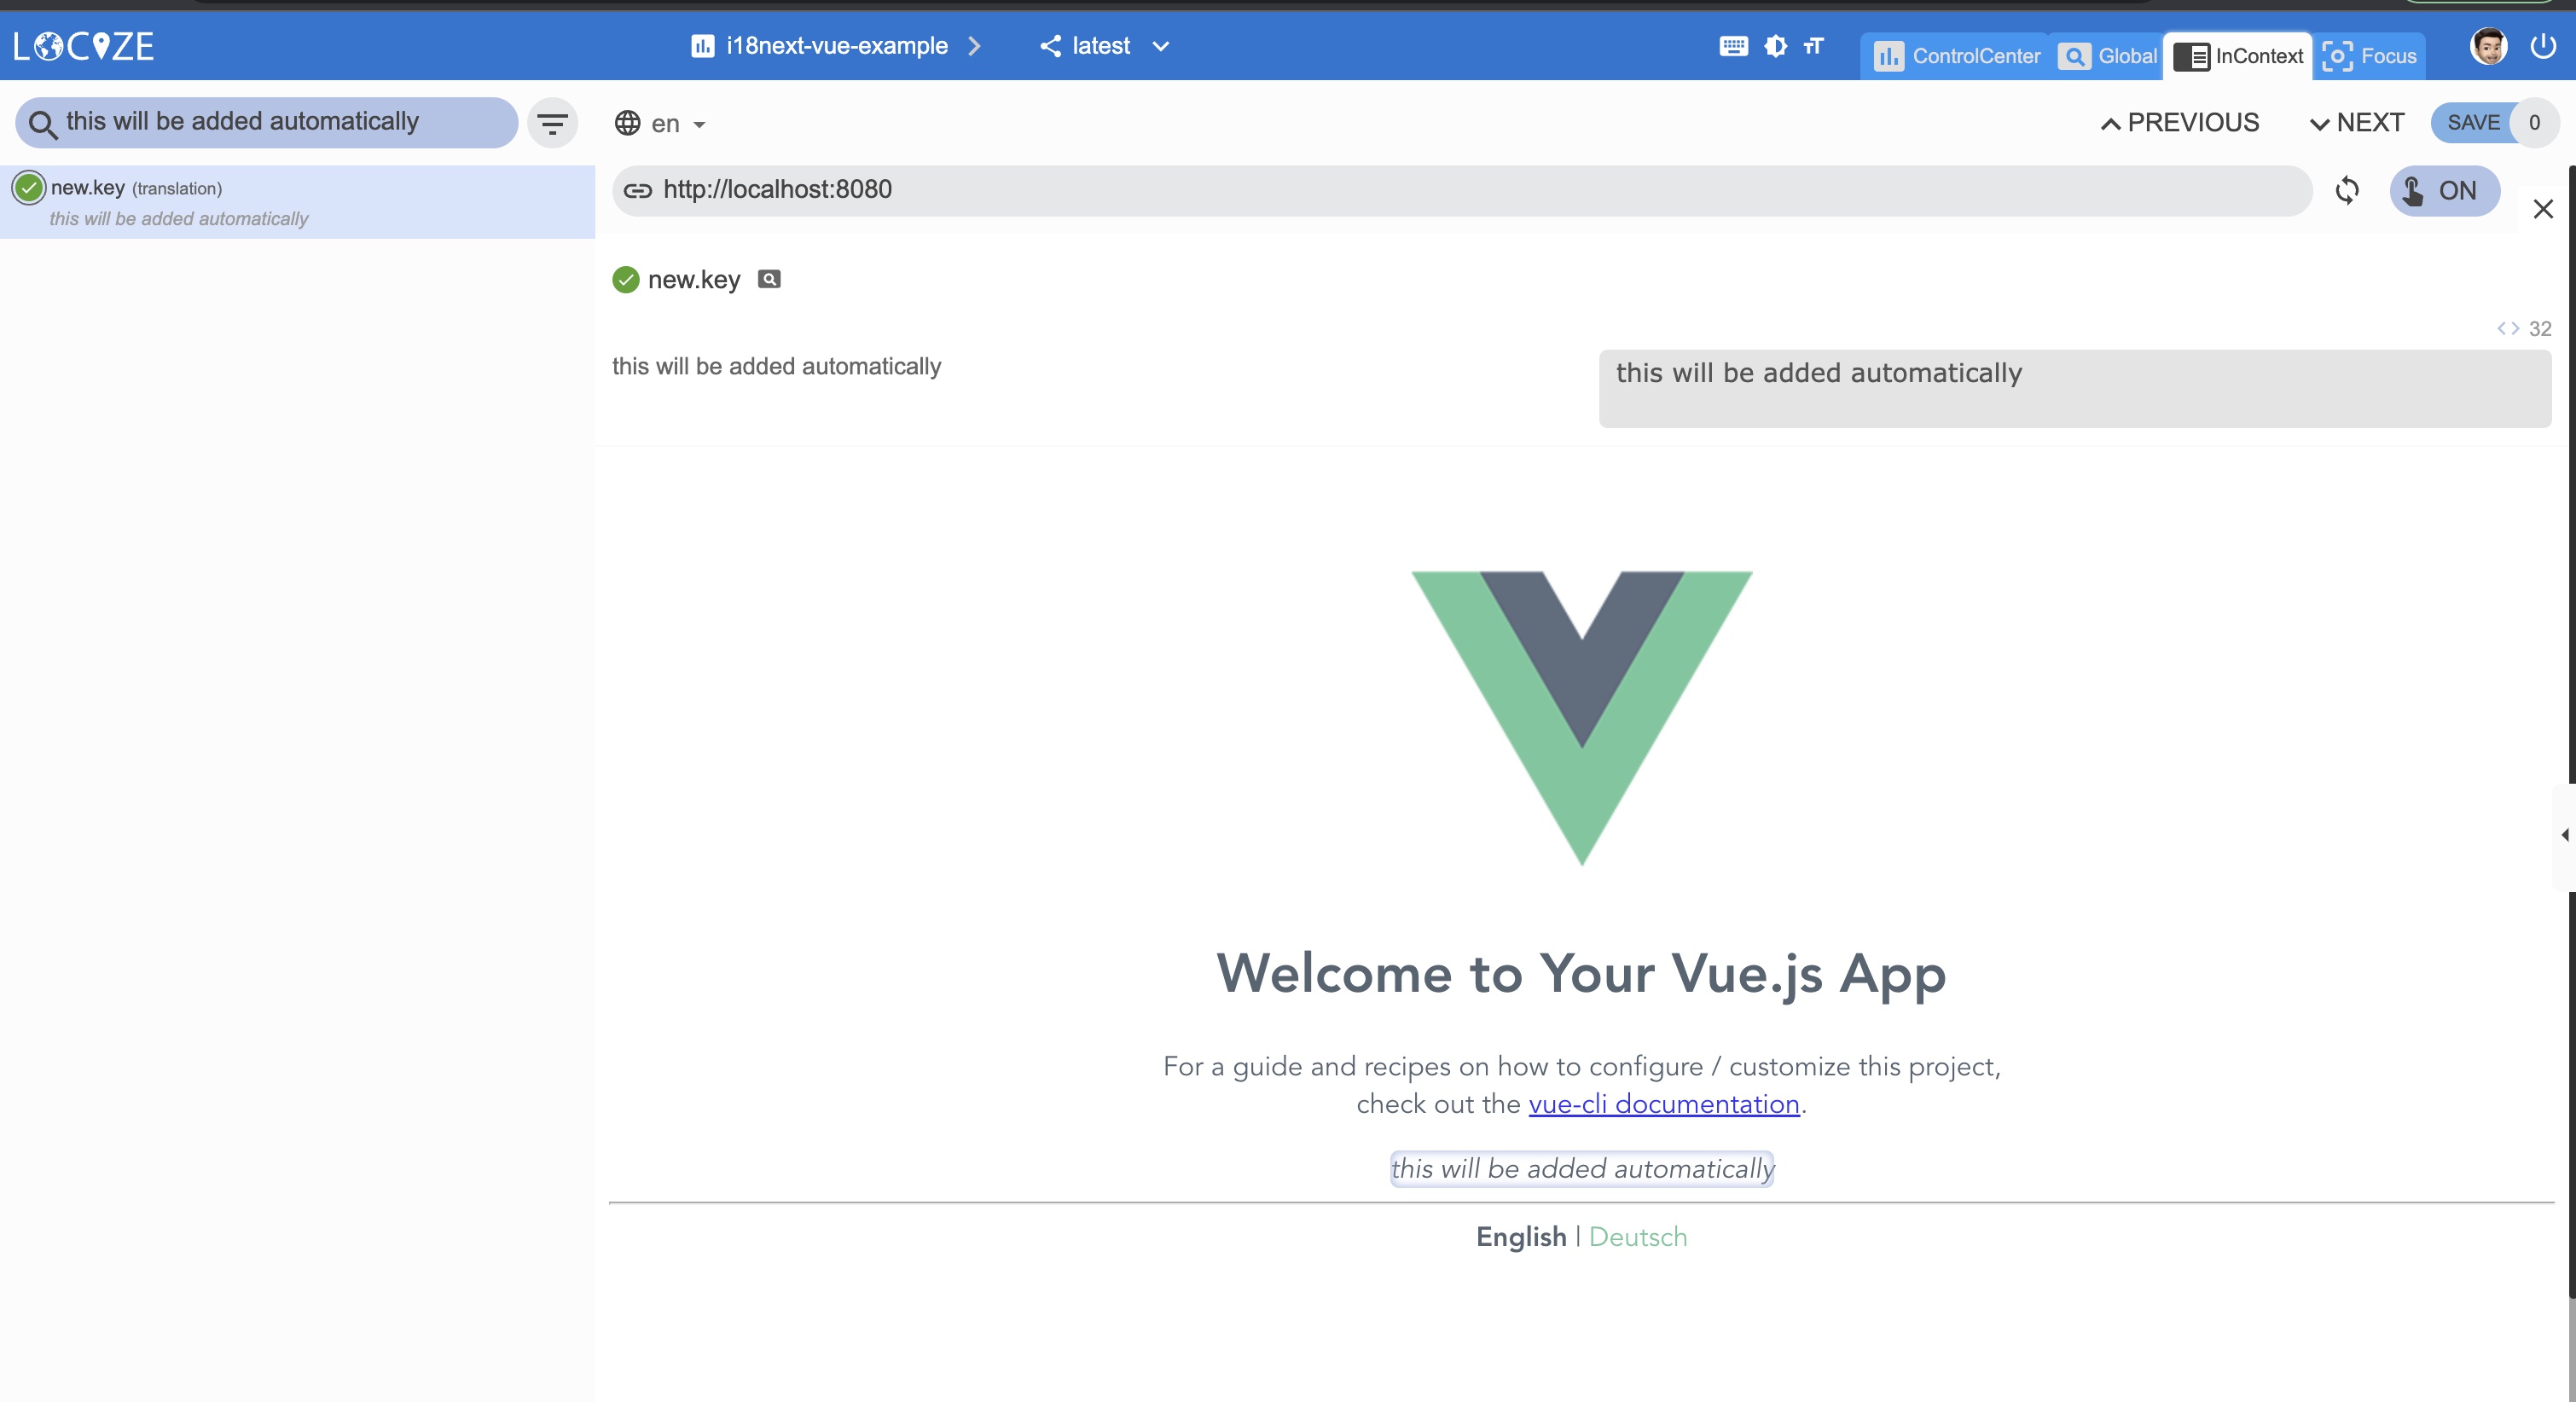 LOCIZE
i18next-vue-example
latest
ControlCenter
Global
InContext
Focus
this will be added automatically
en
PREVIOUS
NEXT
SAVE
0
new.key (translation)
this will be added automatically
http://localhost:8080
ON
new.key
32
this will be added automatically
this will be added automatically
Welcome to Your Vue.js App
For a guide and recipes on how to configure / customize this project,
check out the vue-cli documentation.
this will be added automatically
English | Deutsch